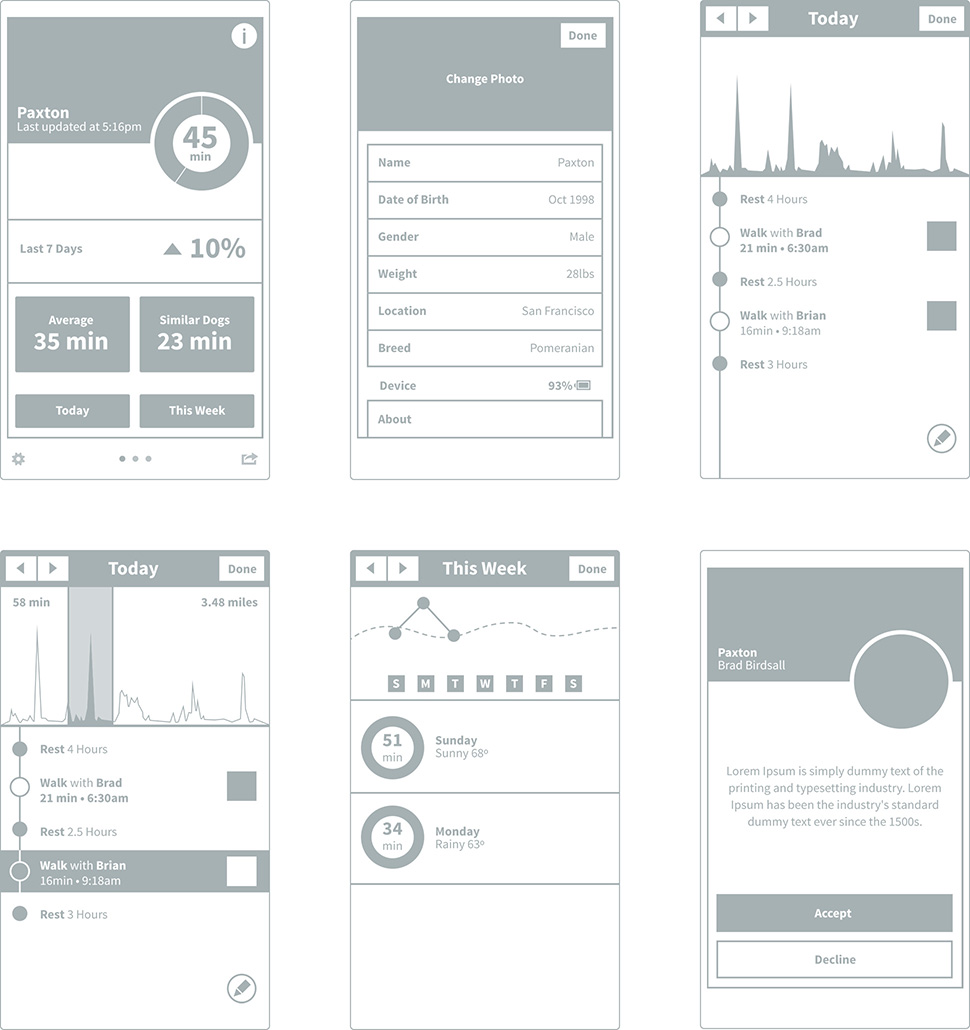 i
Paxton
Last updated at 5:16pm
45
min
Last 7 Days
10%
Average
35 min
Similar Dogs
23 min
Today
This Week
Done
Change Photo
Name Paxton
Date of Birth Oct 1998
Gender Male
Weight 28lbs
Location San Francisco
Breed Pomeranian
Device 93%
About
Today
Done
Rest 4 Hours
Walk with Brad
21 min • 6:30am
Rest 2.5 Hours
Walk with Brian
16min • 9:18am
Rest 3 Hours
Today
Done
58 min
3.48 miles
Rest 4 Hours
Walk with Brad
21 min • 6:30am
Rest 2.5 Hours
Walk with Brian
16min • 9:18am
Rest 3 Hours
This Week
Done
S M T W T F S
51
min
Sunday
Sunny 68º
34
min
Monday
Rainy 63º
Paxton
Brad Birdsall
Lorem Ipsum is simply dummy text of the
printing and typesetting industry. Lorem
Ipsum has been the industry's standard
dummy text ever since the 1500s.
Accept
Decline